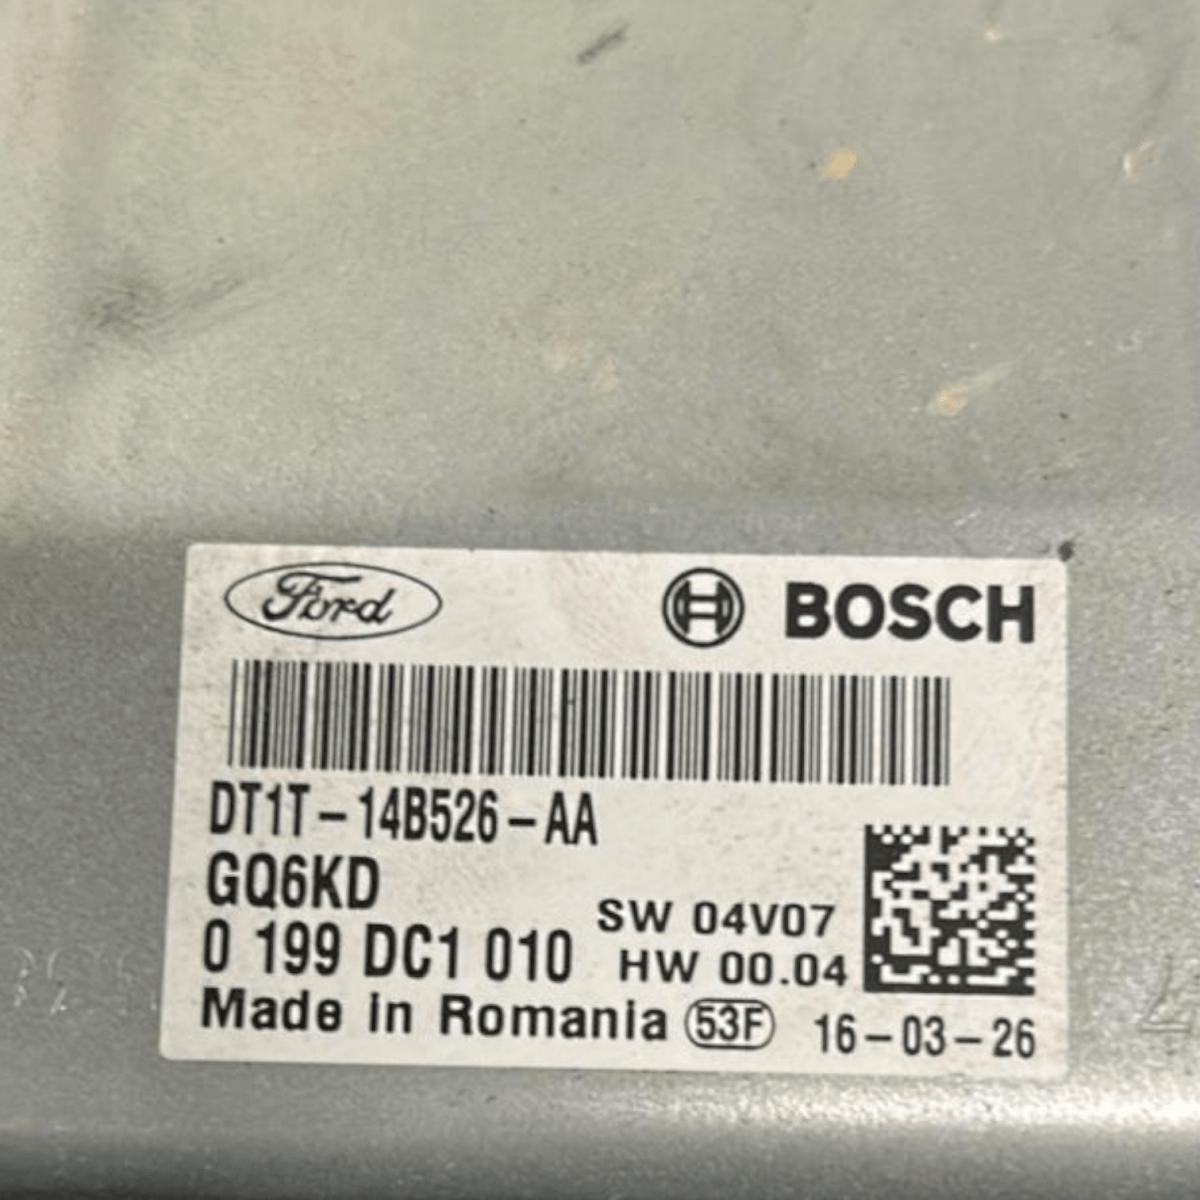 Ford BOSCH
DT1T-14B526-AA
GQ6KD
SW 04V07
0 199 DC1 010 HW 00.04
Made in Romania 53F 16-03-26